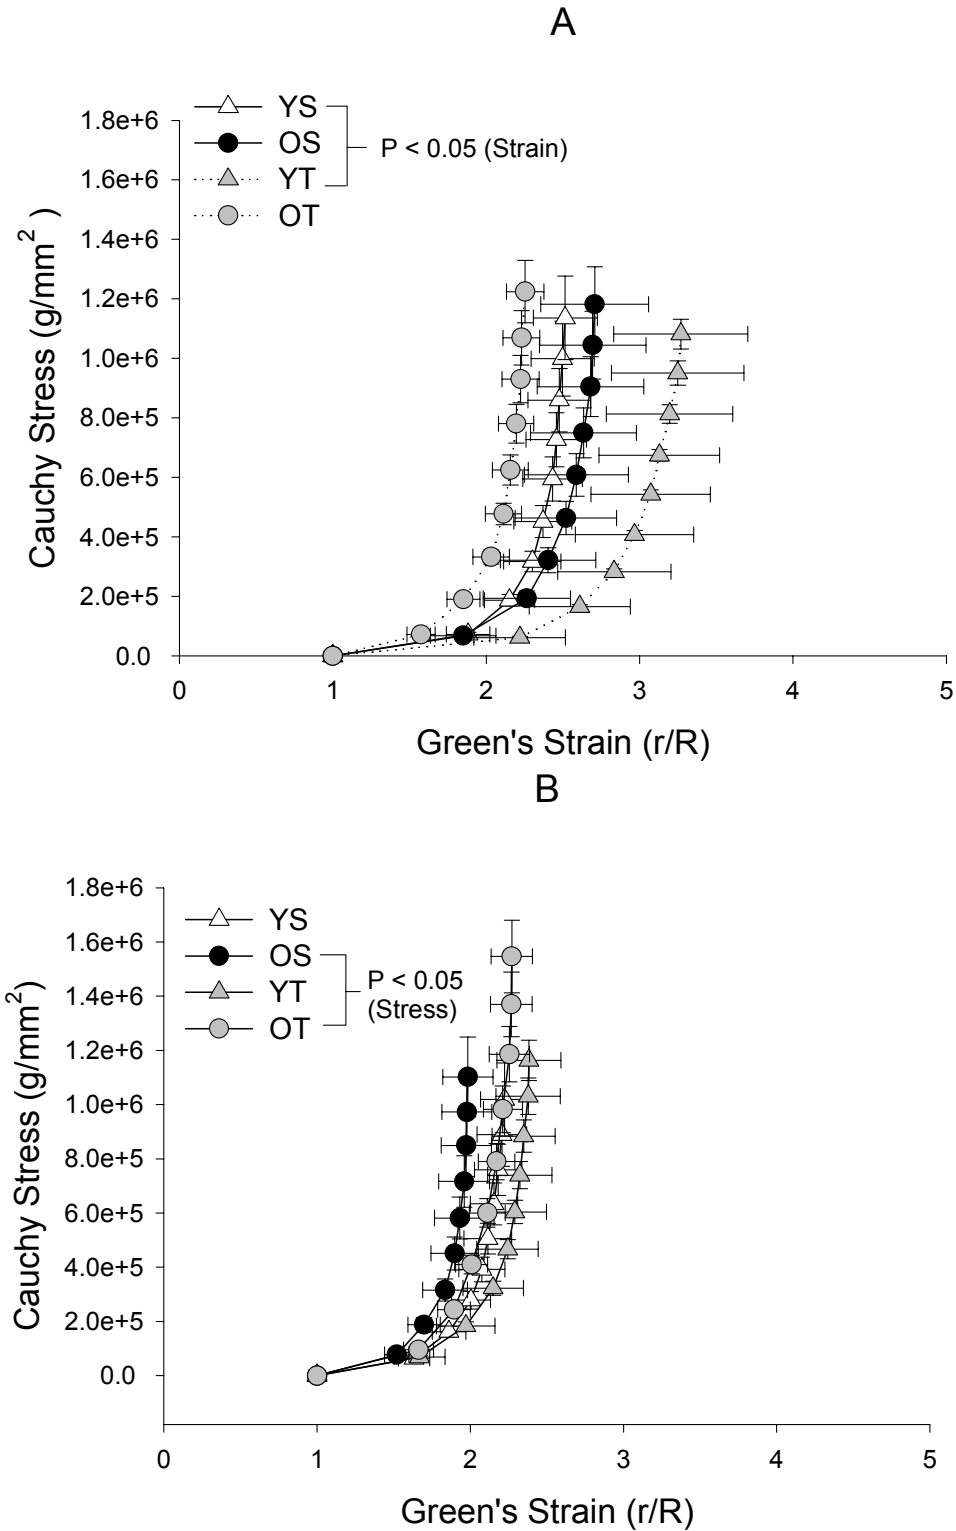 A
YS
OS
YT
OT
P < 0.05 (Strain)
1.8e+6
1.6e+6
1.4e+6
1.2e+6
1.0e+6
8.0e+5
6.0e+5
4.0e+5
2.0e+5
0.0
Cauchy Stress (g/mm²)
0 1 2 3 4 5
Green's Strain (r/R)
B
YS
OS
YT
OT
P < 0.05
(Stress)
1.8e+6
1.6e+6
1.4e+6
1.2e+6
1.0e+6
8.0e+5
6.0e+5
4.0e+5
2.0e+5
0.0
Cauchy Stress (g/mm²)
0 1 2 3 4 5
Green's Strain (r/R)